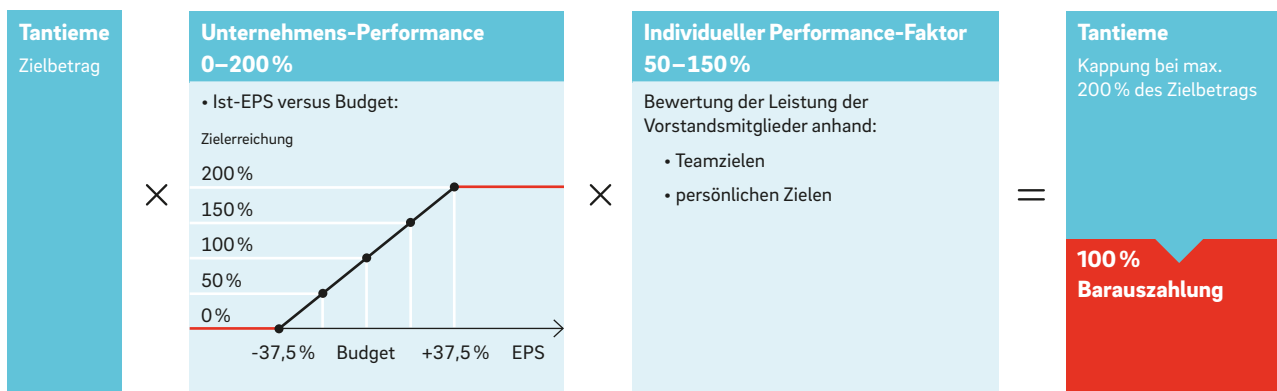 Tantieme
Zielbetrag
×
Unternehmens-Performance
0–200 %
• Ist-EPS versus Budget:
Zielerreichung
200 %
150 %
100 %
50 %
0 %
-37,5 %
Budget
+37,5 %
EPS
×
Individueller Performance-Faktor
50–150 %
Bewertung der Leistung der
Vorstandsmitglieder anhand:
• Teamzielen
• persönlichen Zielen
=
Tantieme
Kappung bei max.
200 % des Zielbetrags
100 %
Barauszahlung